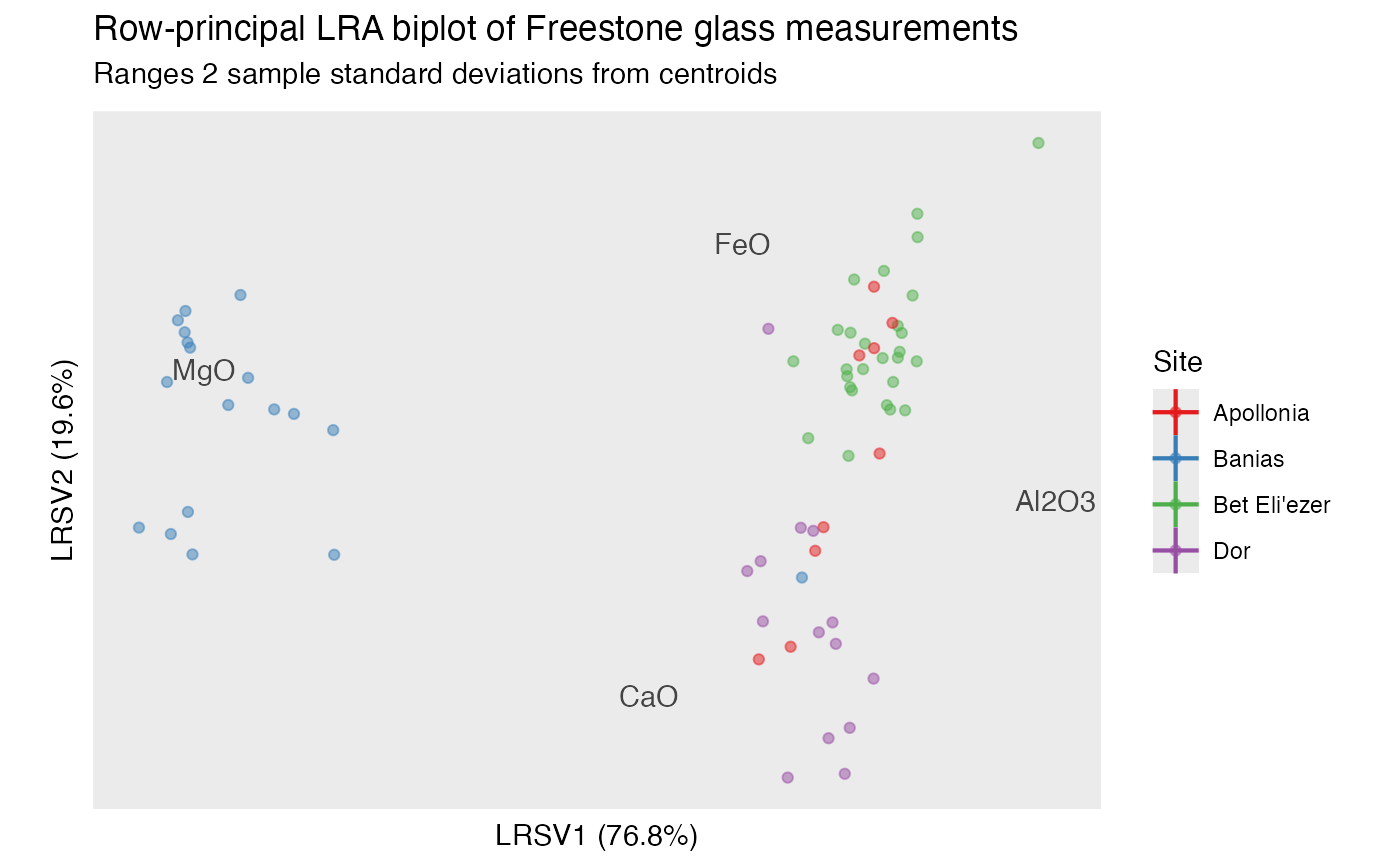 Row-principal LRA biplot of Freestone glass measurements
Ranges 2 sample standard deviations from centroids
FeO
MgO
Al2O3
CaO
LRSV2 (19.6%)
LRSV1 (76.8%)
Site
Apollonia
Banias
Bet Eli'ezer
Dor